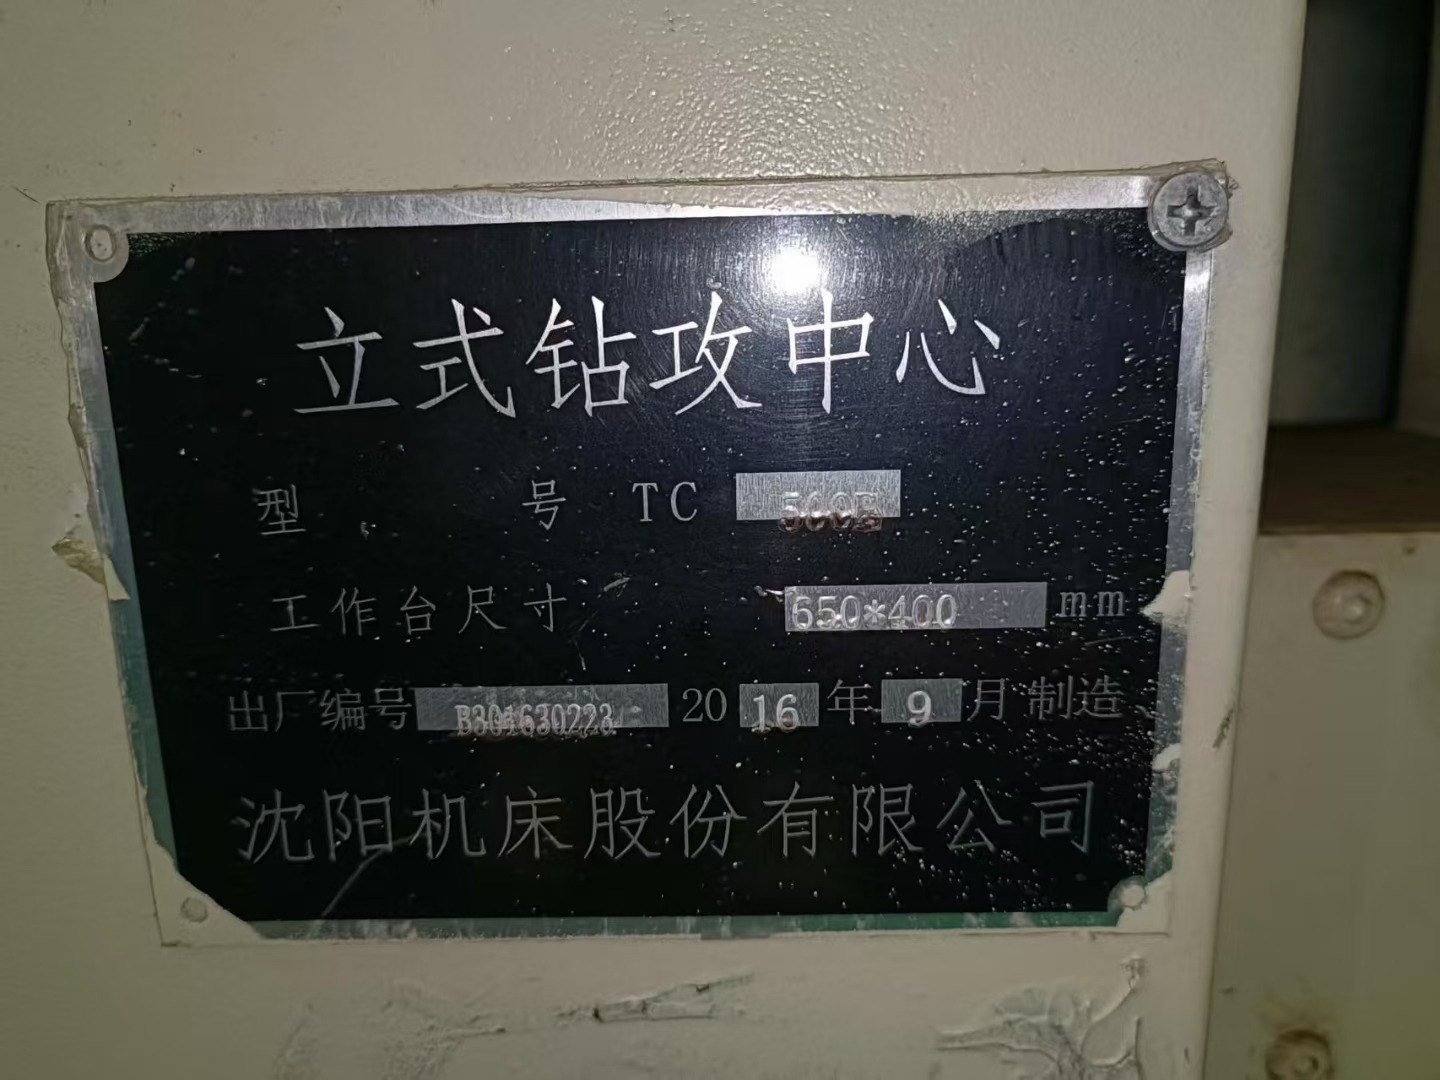 立式钻攻中心
型 号 TC 500E
工作台尺寸 650*400 mm
出厂编号 B301630223 2016年9月制造
沈阳机床股份有限公司